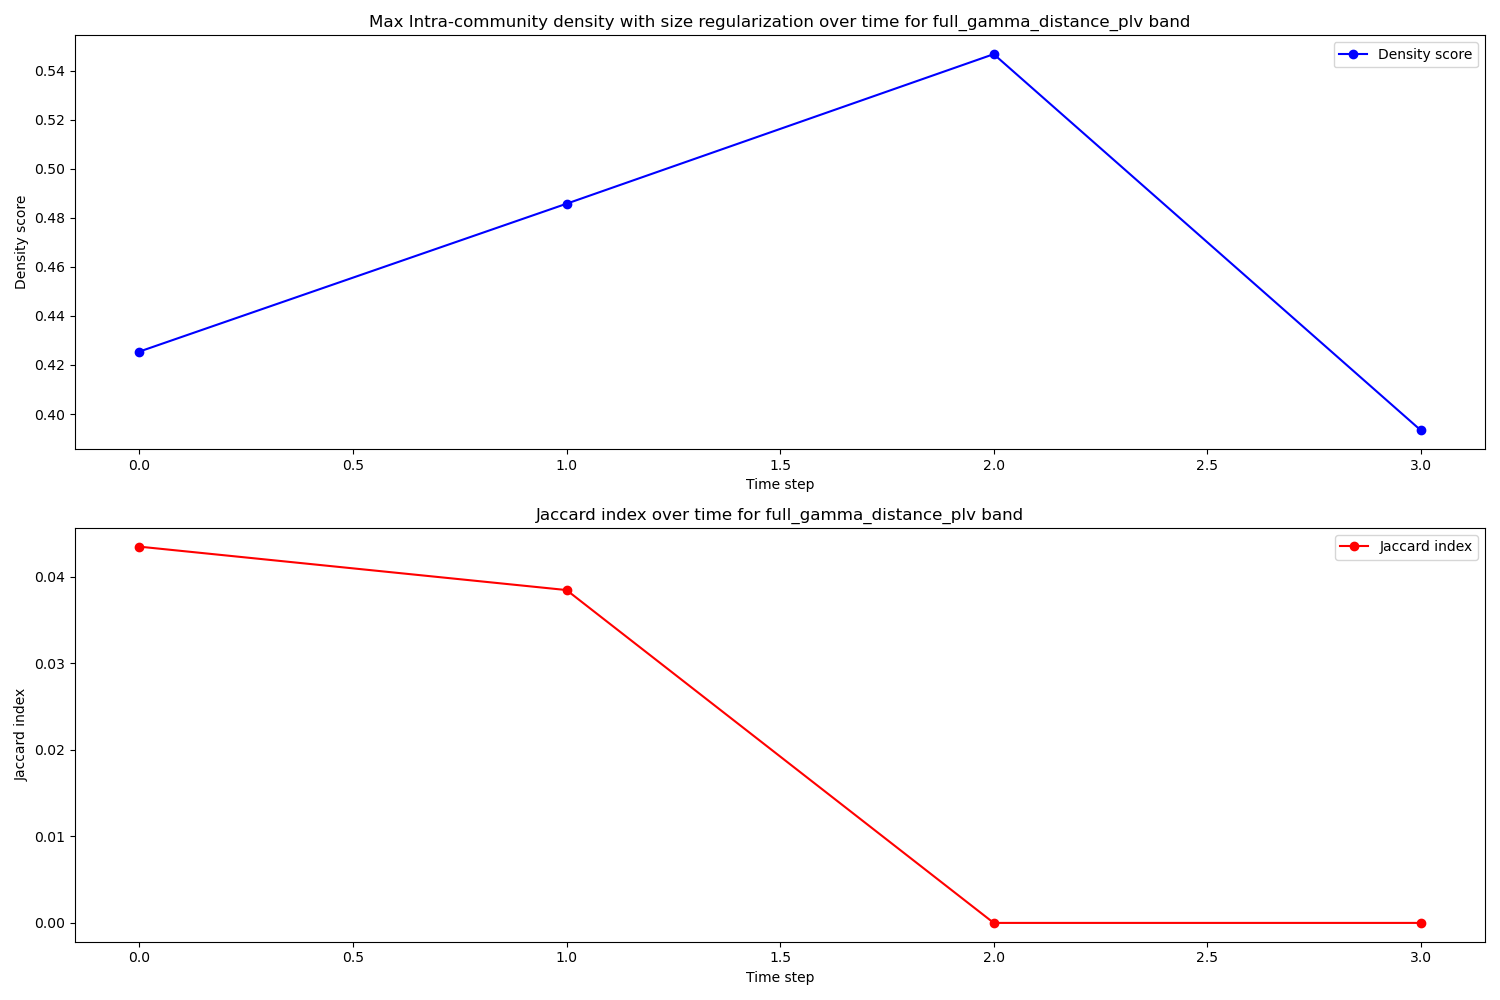 Max Intra-community density with size regularization over time for full_gamma_distance_plv band
Density score
0.54
0.52
0.50
0.48
0.46
0.44
0.42
0.40
Density score
0.0 0.5 1.0 1.5 2.0 2.5 3.0
Time step
Jaccard index over time for full_gamma_distance_plv band
Jaccard index
0.04
0.03
0.02
0.01
0.00
Jaccard index
0.0 0.5 1.0 1.5 2.0 2.5 3.0
Time step